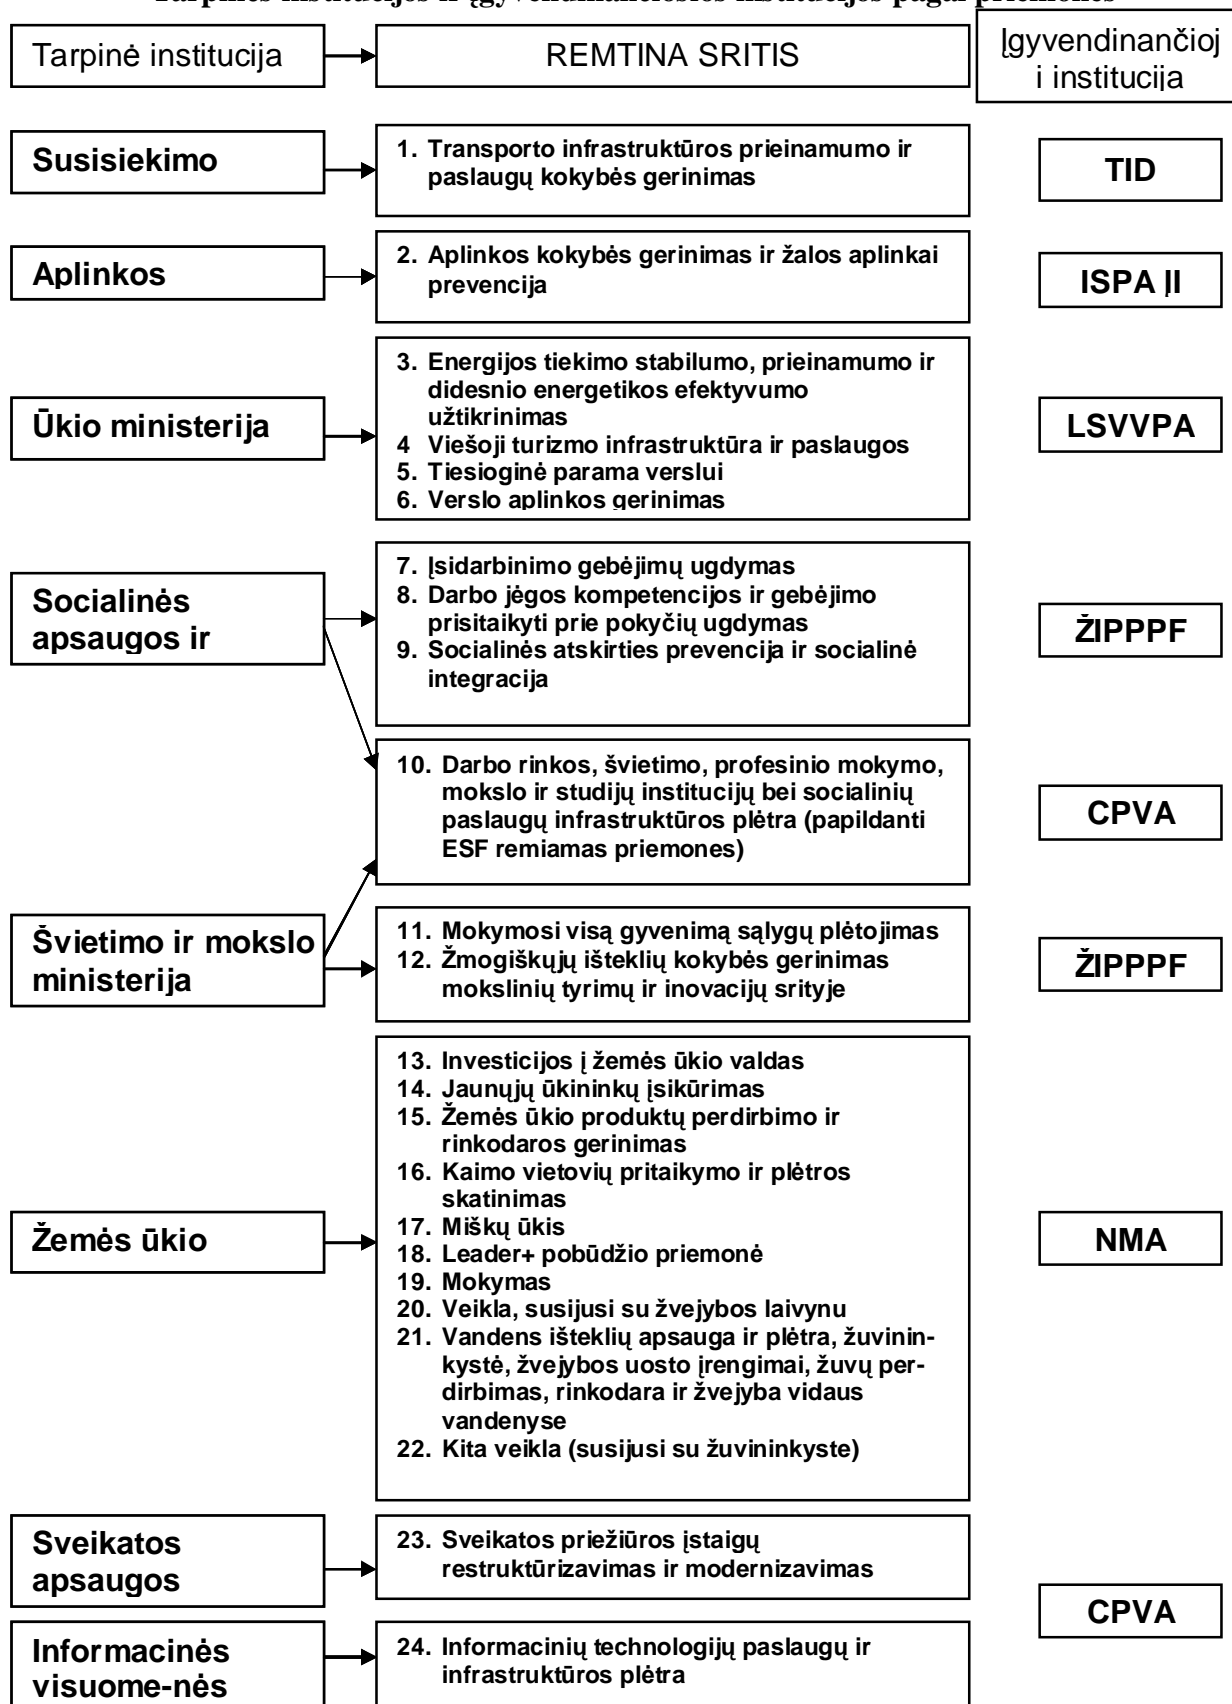 Tarpinės institucijos ir įgyvendinančiosios institucijos pagal priemones
Tarpinė institucija
REMTINA SRITIS
Įgyvendinančioj
i institucija
Susisiekimo
1. Transporto infrastruktūros prieinamumo ir
paslaugų kokybės gerinimas
TID
Aplinkos
2. Aplinkos kokybės gerinimas ir žalos aplinkai
prevencija
ISPA ĮI
Ūkio ministerija
3. Energijos tiekimo stabilumo, prieinamumo ir
didesnio energetikos efektyvumo
užtikrinimas
4 Viešoji turizmo infrastruktūra ir paslaugos
5. Tiesioginė parama verslui
6. Verslo aplinkos gerinimas
LSVVPA
Socialinės
apsaugos ir
7. Įsidarbinimo gebėjimų ugdymas
8. Darbo jėgos kompetencijos ir gebėjimo
prisitaikyti prie pokyčių ugdymas
9. Socialinės atskirties prevencija ir socialinė
integracija
ŽIPPPF
10. Darbo rinkos, švietimo, profesinio mokymo,
mokslo ir studijų institucijų bei socialinių
paslaugų infrastruktūros plėtra (papildanti
ESF remiamas priemones)
CPVA
Švietimo ir mokslo
ministerija
11. Mokymosi visą gyvenimą sąlygų plėtojimas
12. Žmogiškųjų išteklių kokybės gerinimas
mokslinių tyrimų ir inovacijų srityje
ŽIPPPF
Žemės ūkio
13. Investicijos į žemės ūkio valdas
14. Jaunųjų ūkininkų įsikūrimas
15. Žemės ūkio produktų perdirbimo ir
rinkodaros gerinimas
16. Kaimo vietovių pritaikymo ir plėtros
skatinimas
17. Miškų ūkis
18. Leader+ pobūdžio priemonė
19. Mokymas
20. Veikla, susijusi su žvejybos laivynu
21. Vandens išteklių apsauga ir plėtra, žuvinin-
kystė, žvejybos uosto įrengimai, žuvų per-
dirbimas, rinkodara ir žvejyba vidaus
vandenyse
22. Kita veikla (susijusi su žuvininkyste)
NMA
Sveikatos
apsaugos
23. Sveikatos priežiūros įstaigų
restruktūrizavimas ir modernizavimas
CPVA
Informacinės
visuome-nės
24. Informacinių technologijų paslaugų ir
infrastruktūros plėtra